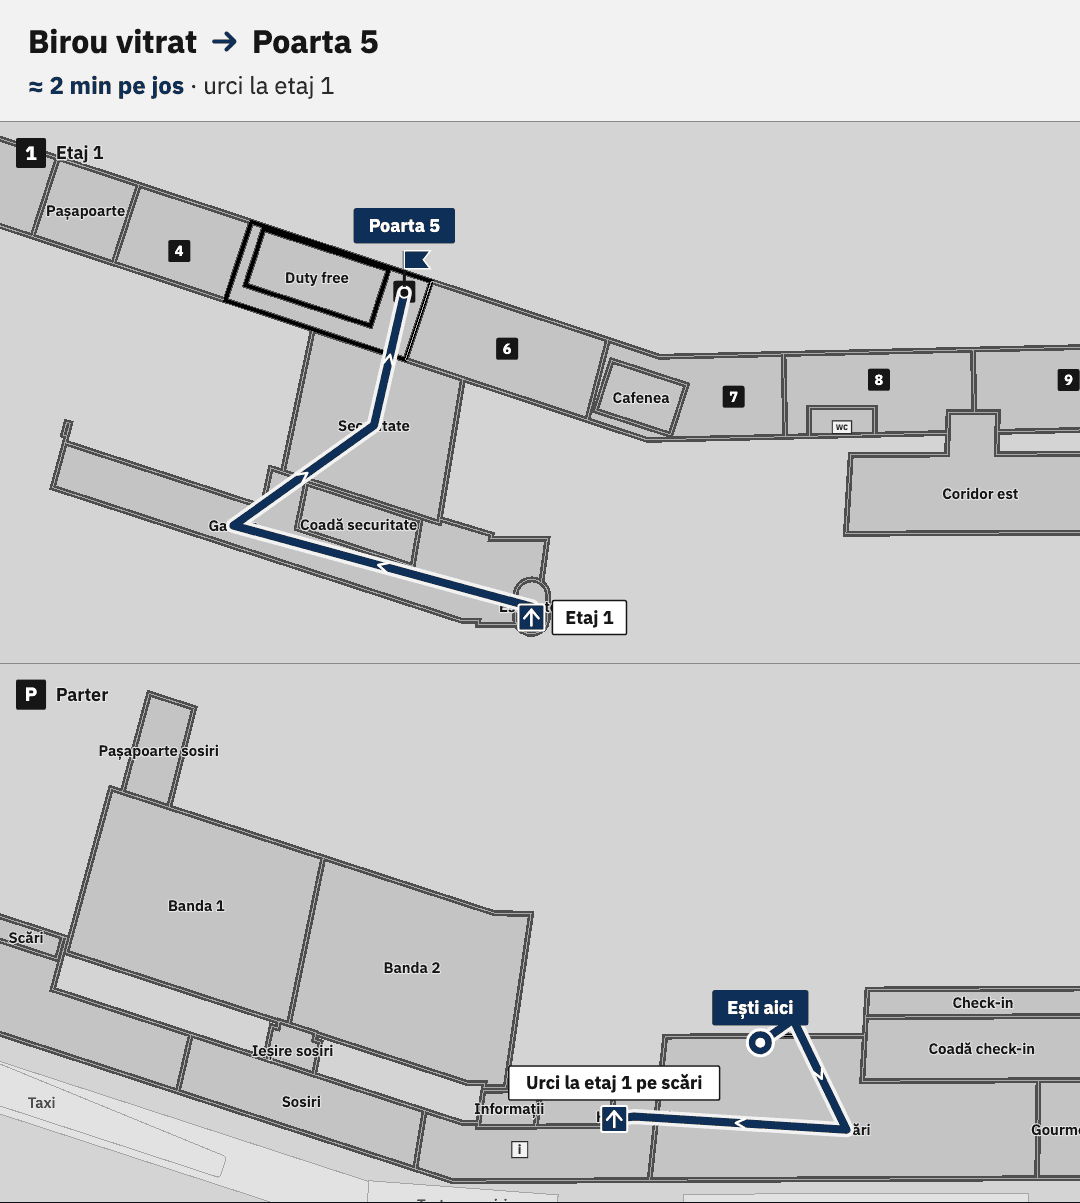 Birou vitrat → Poarta 5
≈ 2 min pe jos · urci la etaj 1
1 Etaj 1
Pașapoarte
4
Poarta 5
Duty free
6
Cafenea
7
8
9
WC
Securitate
Coridor est
Coadă securitate
Etaj 1
P Parter
Pașapoarte sosiri
Banda 1
Scări
Banda 2
Ești aici
Check-in
Coadă check-in
Ieșire sosiri
Urci la etaj 1 pe scări
Taxi
Sosiri
Informații
i
Gourme